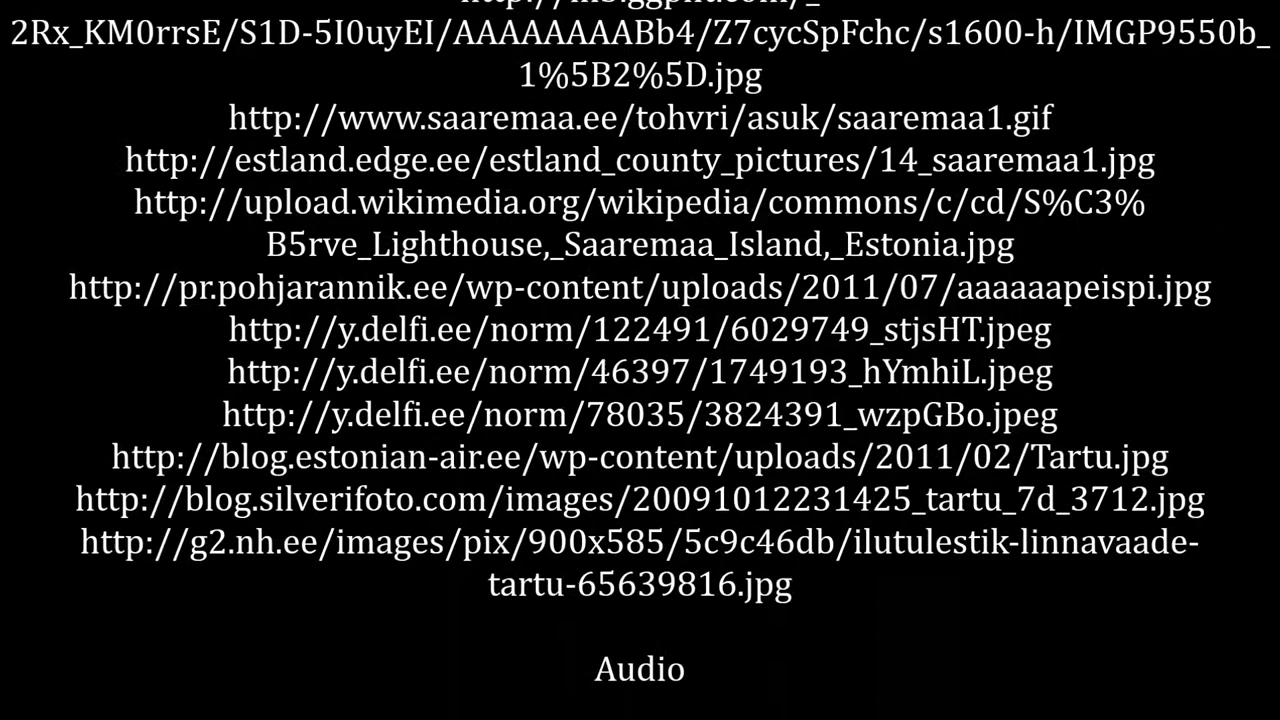 2Rx_KM0rrsE/S1D-5I0uyEI/AAAAAAAABb4/Z7cycSpFchc/s1600-h/IMGP9550b_
1%5B2%5D.jpg
http://www.saaremaa.ee/tohvri/asuk/saaremaa1.gif
http://estland.edge.ee/estland_county_pictures/14_saaremaa1.jpg
http://upload.wikimedia.org/wikipedia/commons/c/cd/S%C3%
B5rve_Lighthouse,_Saaremaa_Island,_Estonia.jpg
http://pr.pohjarannik.ee/wp-content/uploads/2011/07/aaaaaapeispi.jpg
http://y.delfi.ee/norm/122491/6029749_stjsHT.jpeg
http://y.delfi.ee/norm/46397/1749193_hYmhiL.jpeg
http://y.delfi.ee/norm/78035/3824391_wzpGBo.jpeg
http://blog.estonian-air.ee/wp-content/uploads/2011/02/Tartu.jpg
http://blog.silverifoto.com/images/20091012231425_tartu_7d_3712.jpg
http://g2.nh.ee/images/pix/900x585/5c9c46db/ilutulestik-linnavaade-
tartu-65639816.jpg
Audio